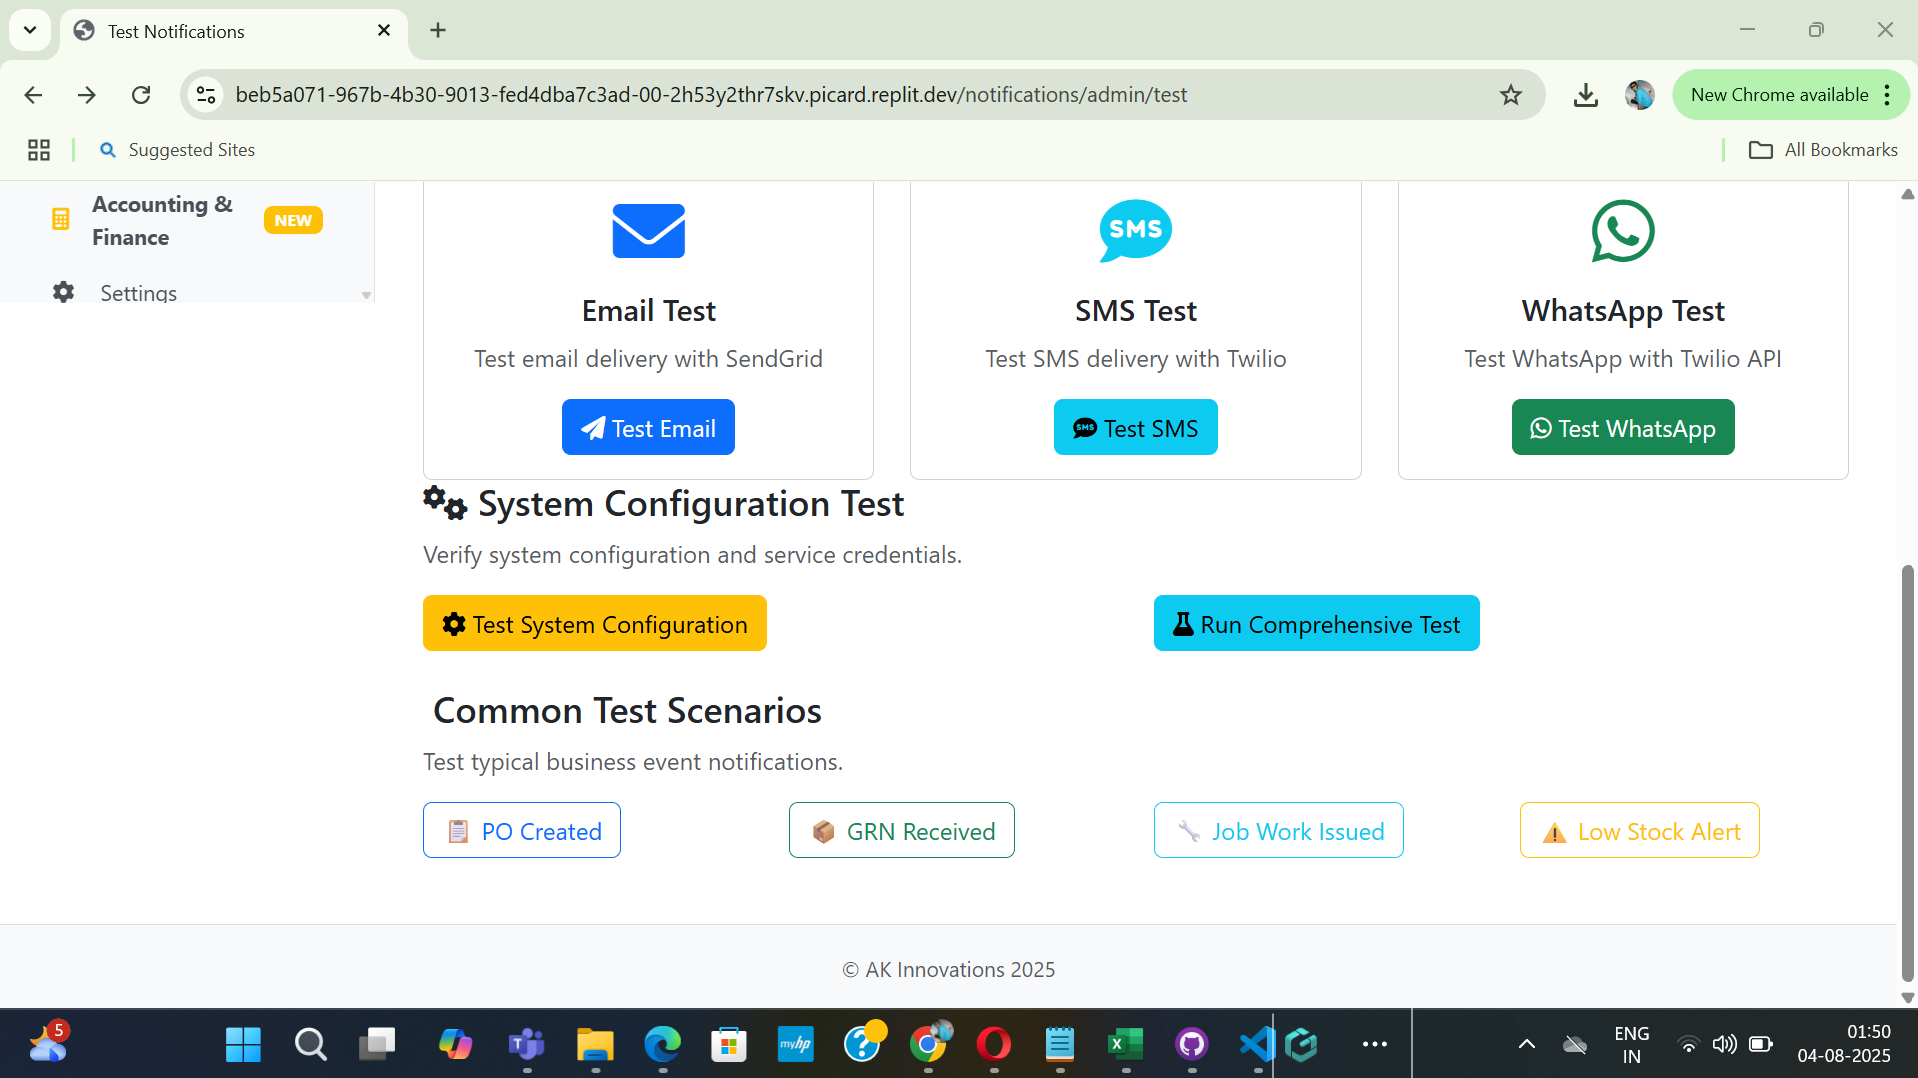 Test Notifications
beb5a071-967b-4b30-9013-fed4dba7c3ad-00-2h53y2thr7skv.picard.replit.dev/notifications/admin/test
New Chrome available
Suggested Sites
All Bookmarks
Accounting &
Finance
NEW
Settings
SMS
Email Test
SMS Test
WhatsApp Test
Test email delivery with SendGrid
Test SMS delivery with Twilio
Test WhatsApp with Twilio API
Test Email
SMS Test SMS
Test WhatsApp
System Configuration Test
Verify system configuration and service credentials.
Test System Configuration
Run Comprehensive Test
Common Test Scenarios
Test typical business event notifications.
PO Created
GRN Received
Job Work Issued
Low Stock Alert
© AK Innovations 2025
5
myhp
ENG
IN
01:50
04-08-2025